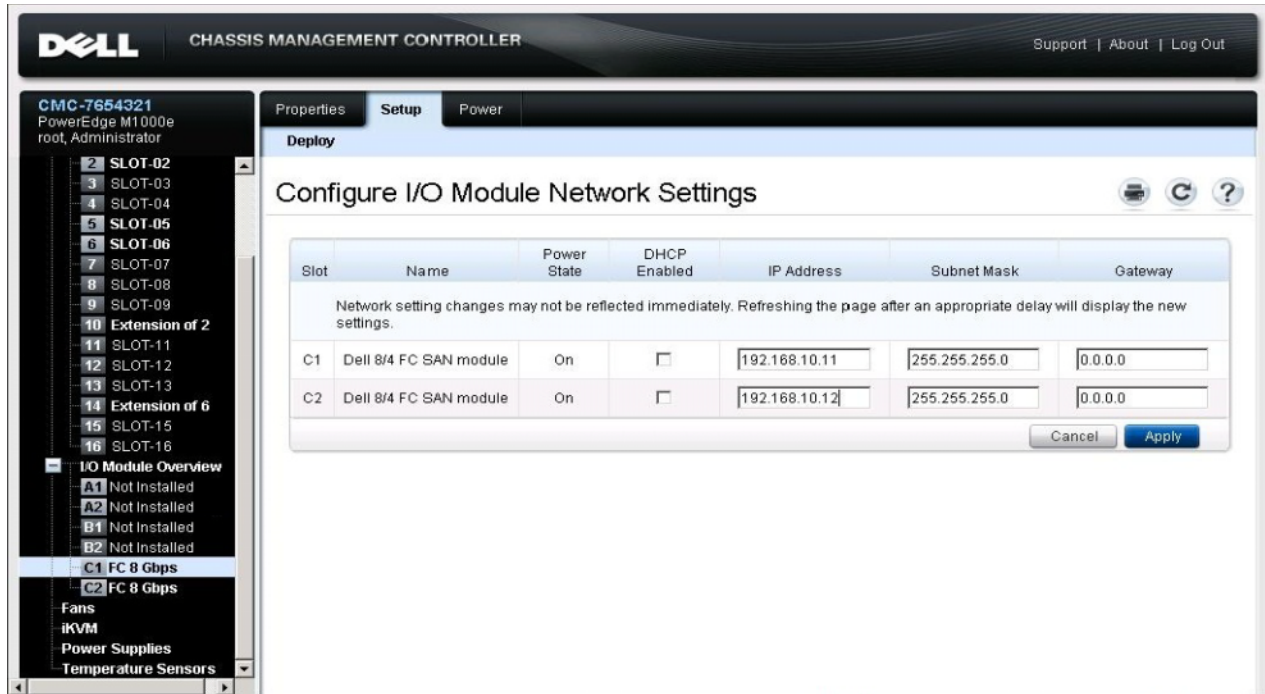 DELL
CHASSIS MANAGEMENT CONTROLLER
Support | About | Log Out
CMC-7654321
PowerEdge M1000e
root, Administrator
2 SLOT-02
3 SLOT-03
4 SLOT-04
5 SLOT-05
6 SLOT-06
7 SLOT-07
8 SLOT-08
9 SLOT-09
10 Extension of 2
11 SLOT-11
12 SLOT-12
13 SLOT-13
14 Extension of 6
15 SLOT-15
16 SLOT-16
I/O Module Overview
A1 Not Installed
A2 Not Installed
B1 Not Installed
B2 Not Installed
C1 FC 8 Gbps
C2 FC 8 Gbps
Fans
iKVM
Power Supplies
Temperature Sensors
Properties Setup Power
Deploy
Configure I/O Module Network Settings
?
Slot Name Power State DHCP Enabled IP Address Subnet Mask Gateway
Network setting changes may not be reflected immediately. Refreshing the page after an appropriate delay will display the new
settings.
C1 Dell 8/4 FC SAN module On 192.168.10.11 255.255.255.0 0.0.0.0
C2 Dell 8/4 FC SAN module On 192.168.10.12 255.255.255.0 0.0.0.0
Cancel Apply